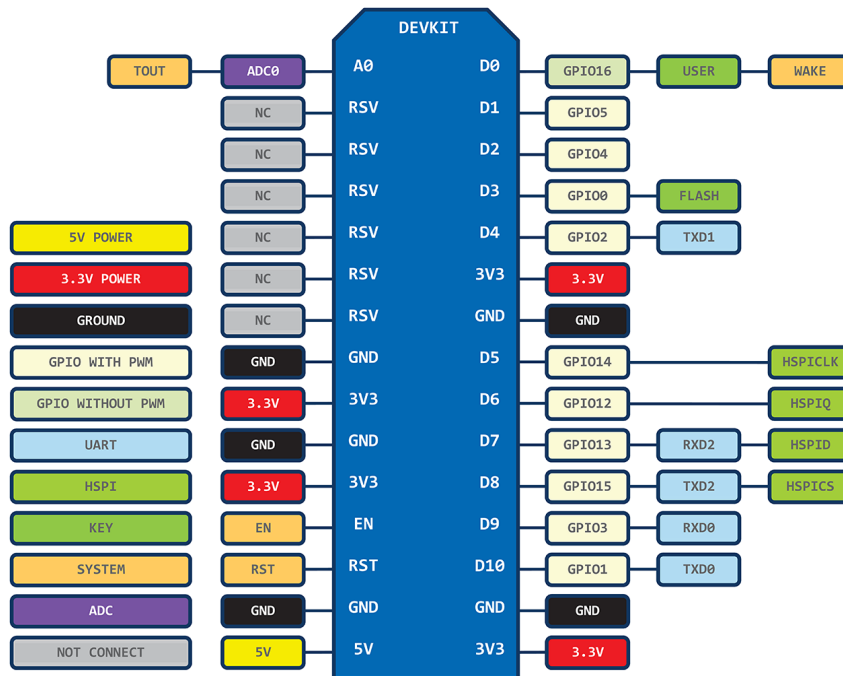 DEVKIT
TOUT ADC0 A0 D0 GPIO16 USER WAKE
NC RSV D1 GPIO5
NC RSV D2 GPIO4
NC RSV D3 GPIO0 FLASH
5V POWER NC RSV D4 GPIO2 TXD1
3.3V POWER NC RSV 3V3 3.3V
GROUND NC RSV GND GND
GPIO WITH PWM GND GND D5 GPIO14 HSPICLK
GPIO WITHOUT PWM 3.3V 3V3 D6 GPIO12 HSPIQ
UART GND GND D7 GPIO13 RXD2 HSPID
HSPI 3.3V 3V3 D8 GPIO15 TXD2 HSPICS
KEY EN EN D9 GPIO3 RXD0
SYSTEM RST RST D10 GPIO1 TXD0
ADC GND GND GND GND
NOT CONNECT 5V 5V 3V3 3.3V